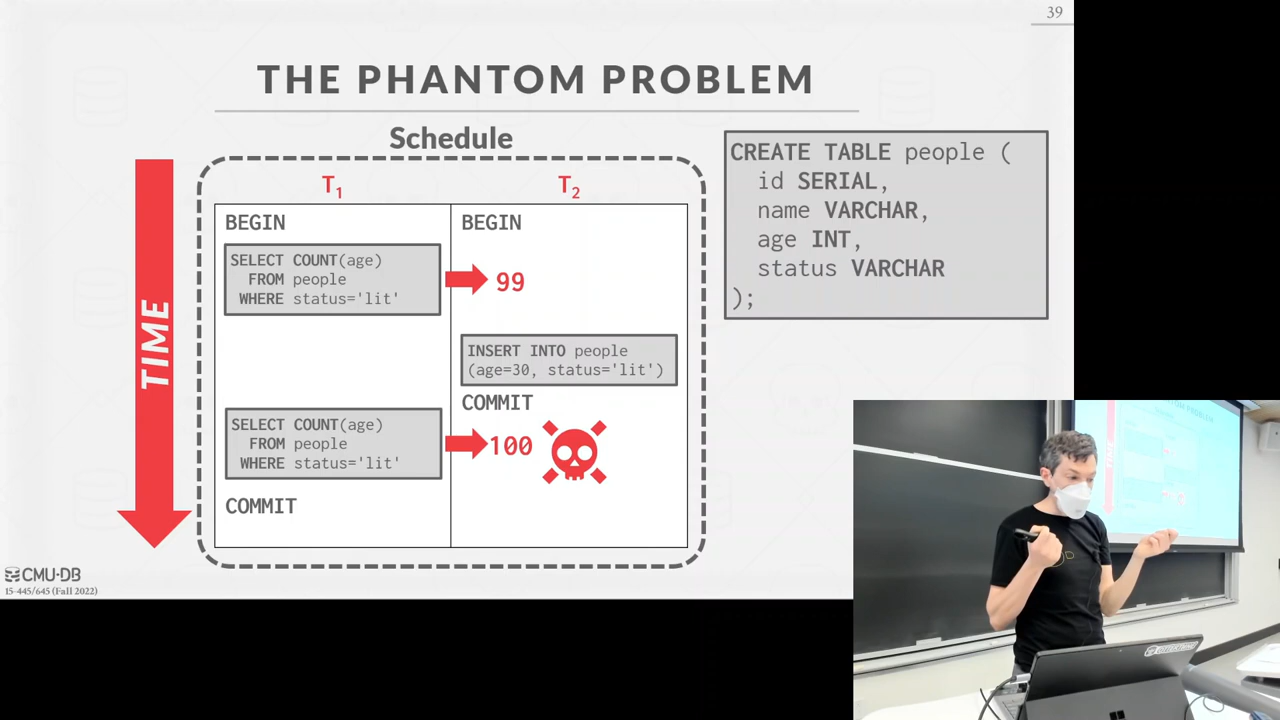 39
THE PHANTOM PROBLEM
Schedule
TIME
T1
T2
BEGIN
BEGIN
SELECT COUNT(age)
FROM people
WHERE status='lit'
99
INSERT INTO people
(age=30, status='lit')
COMMIT
SELECT COUNT(age)
FROM people
WHERE status='lit'
100
COMMIT
CREATE TABLE people (
id SERIAL,
name VARCHAR,
age INT,
status VARCHAR
);
CMU·DB
15-445/645 (Fall 2022)